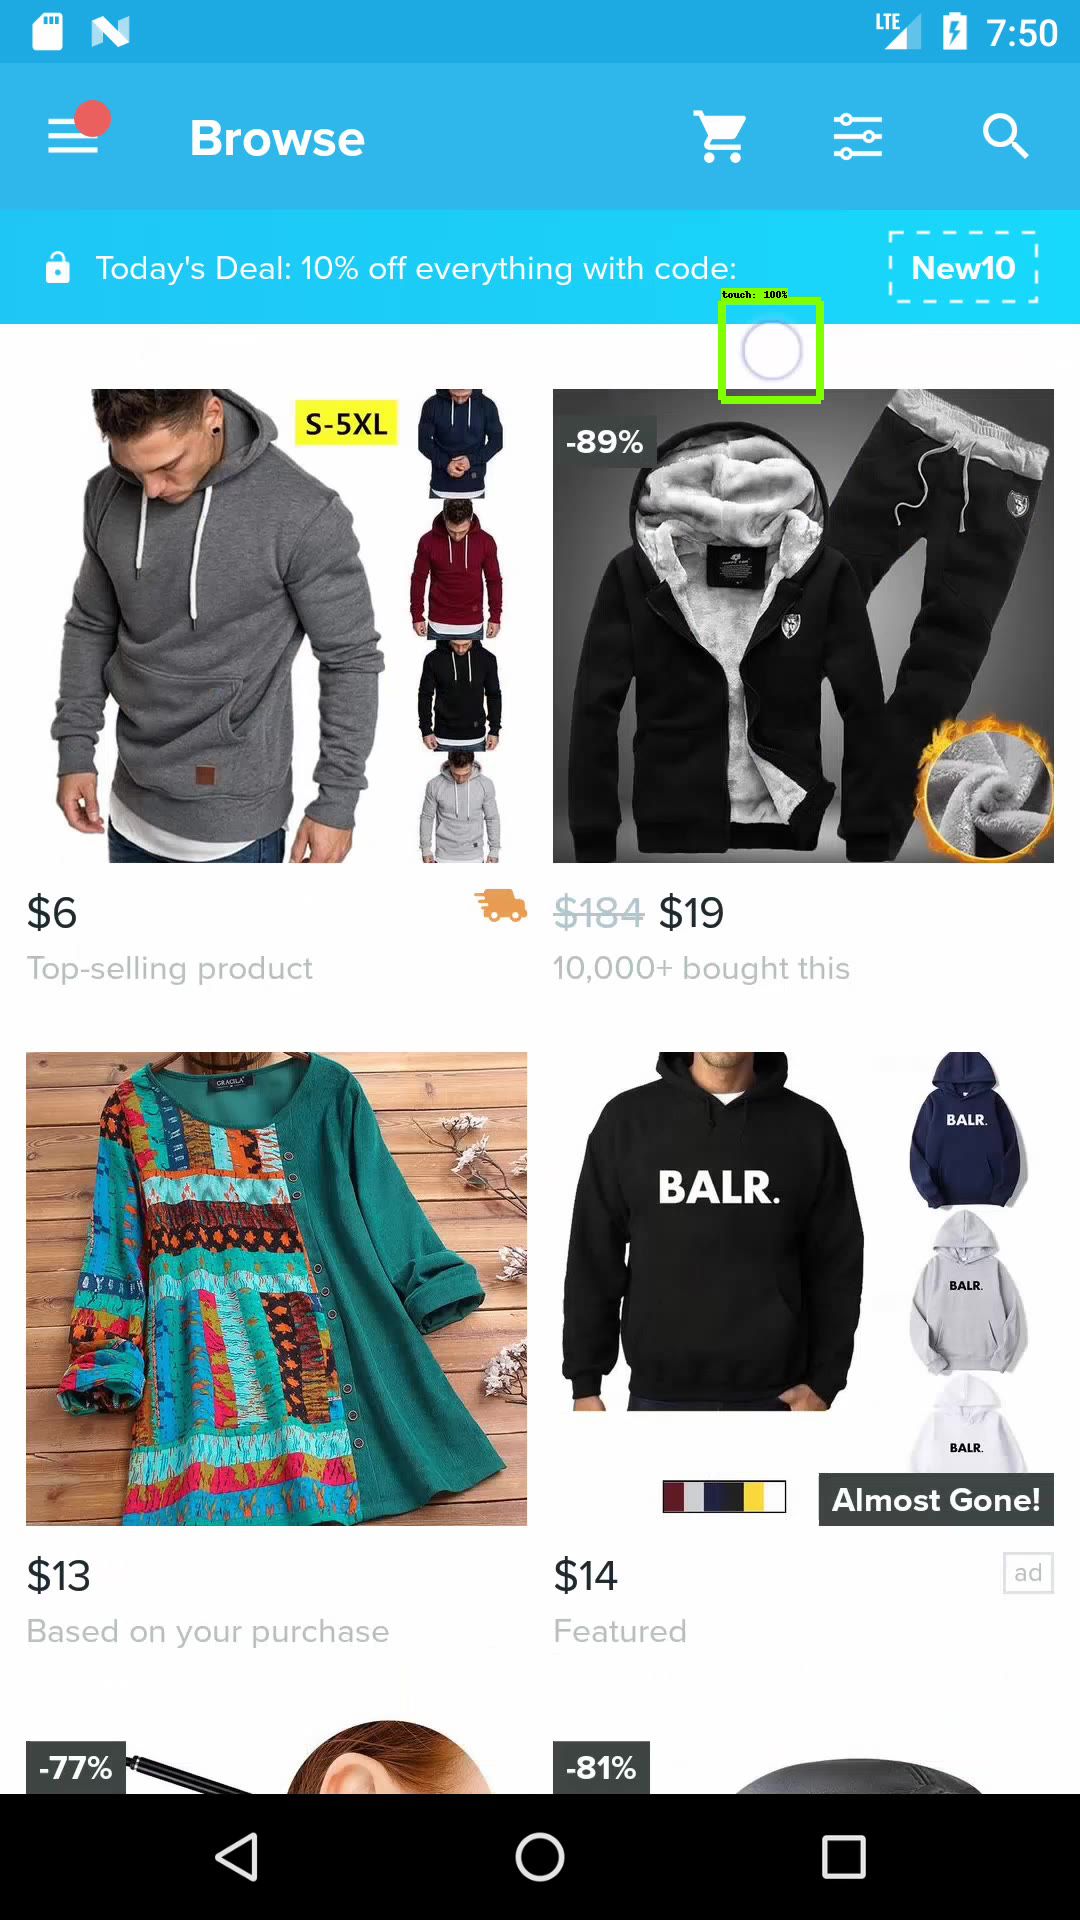 LTE 7:50
Browse
Today's Deal: 10% off everything with code: New10
touch: 100%
S-5XL
-89%
$6
$184 $19
Top-selling product
10,000+ bought this
GRACILA
BALR.
BALR.
BALR.
BALR.
Almost Gone!
$13
$14
ad
Based on your purchase
Featured
-77%
-81%